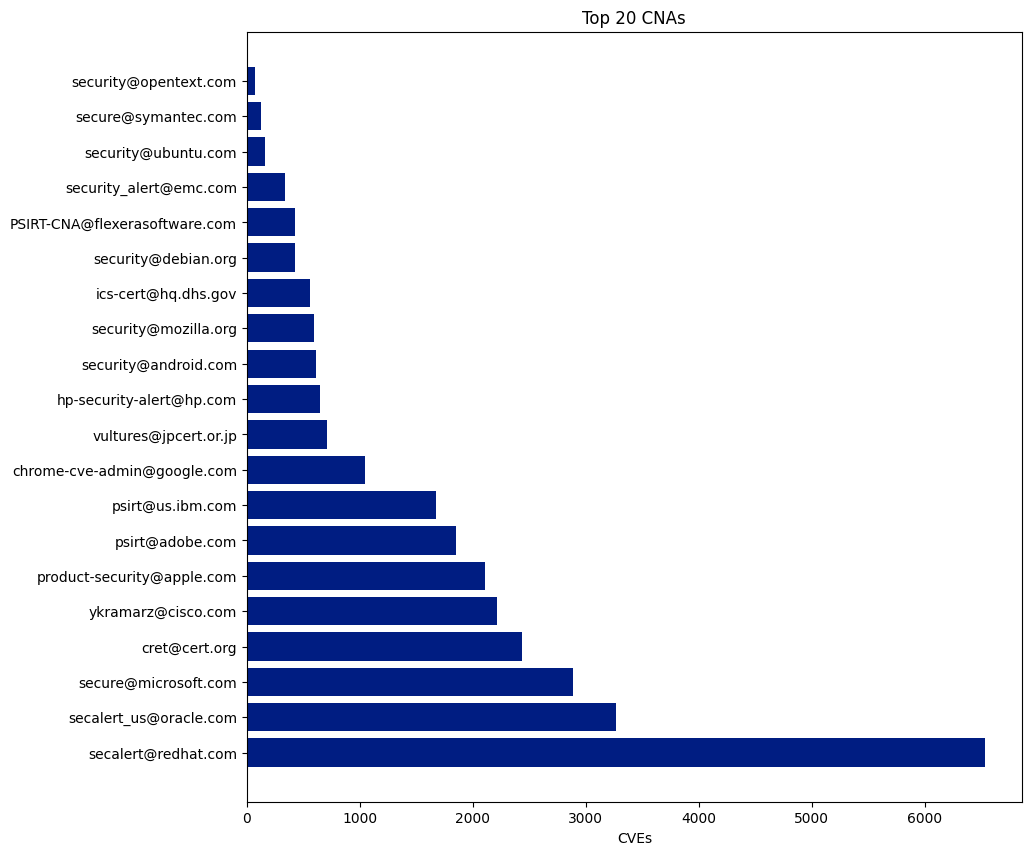 Top 20 CNAs
security@opentext.com
secure@symantec.com
security@ubuntu.com
security_alert@emc.com
PSIRT-CNA@flexerasoftware.com
security@debian.org
ics-cert@hq.dhs.gov
security@mozilla.org
security@android.com
hp-security-alert@hp.com
vultures@jpcert.or.jp
chrome-cve-admin@google.com
psirt@us.ibm.com
psirt@adobe.com
product-security@apple.com
ykramarz@cisco.com
cret@cert.org
secure@microsoft.com
secalert_us@oracle.com
secalert@redhat.com
0 1000 2000 3000 4000 5000 6000
CVEs